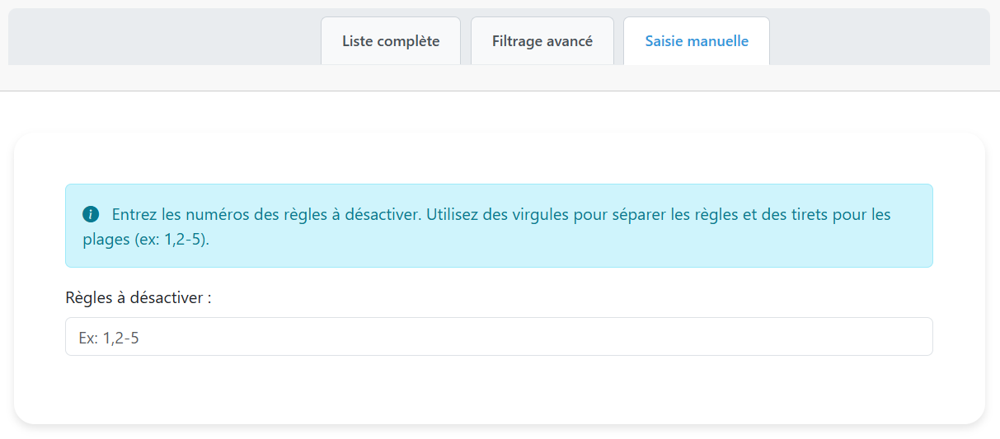 Liste complète
Filtrage avancé
Saisie manuelle
Entrez les numéros des règles à désactiver. Utilisez des virgules pour séparer les règles et des tirets pour les
plages (ex: 1,2-5).
Règles à désactiver :
Ex: 1,2-5